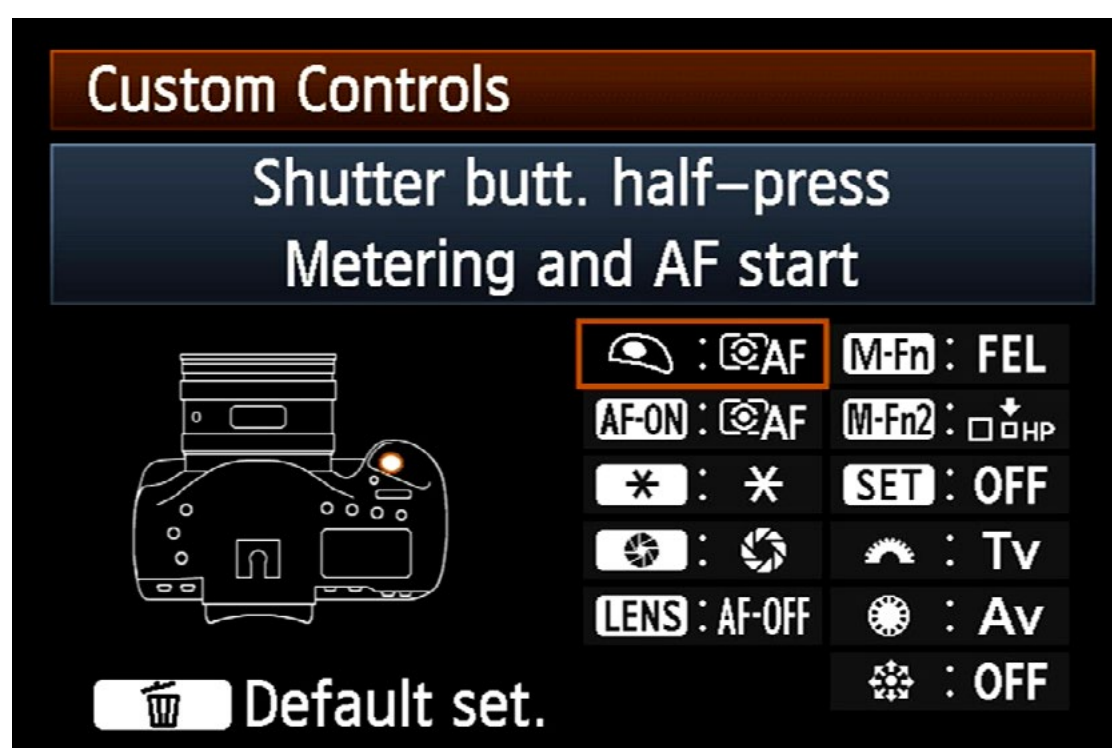 Custom Controls
Shutter butt. half-press
Metering and AF start
: AF
M-Fn : FEL
AF-ON : AF
M-Fn2 : HP
* : *
SET : OFF
: Tv
LENS : AF-OFF
: Av
: OFF
Default set.